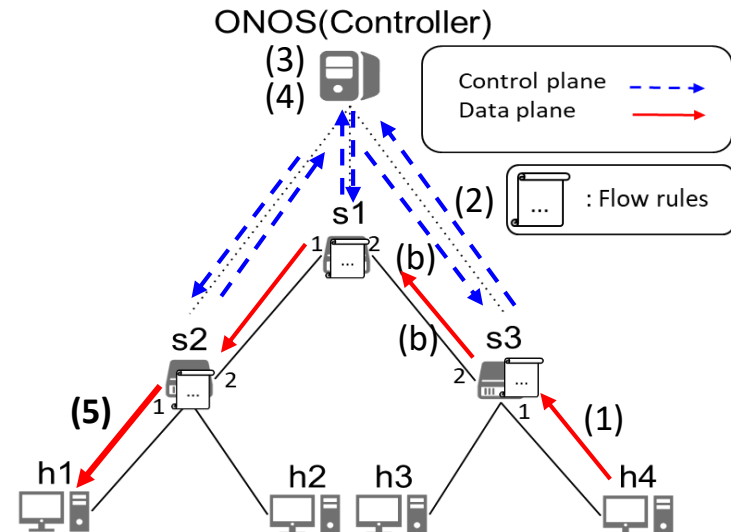 ONOS(Controller)
(3)
(4)
Control plane
Data plane
(2)
...
: Flow rules
s1
1
2
...
(b)
(b)
s2
s3
2
2
...
...
1
1
(5)
(1)
h1
h2
h3
h4